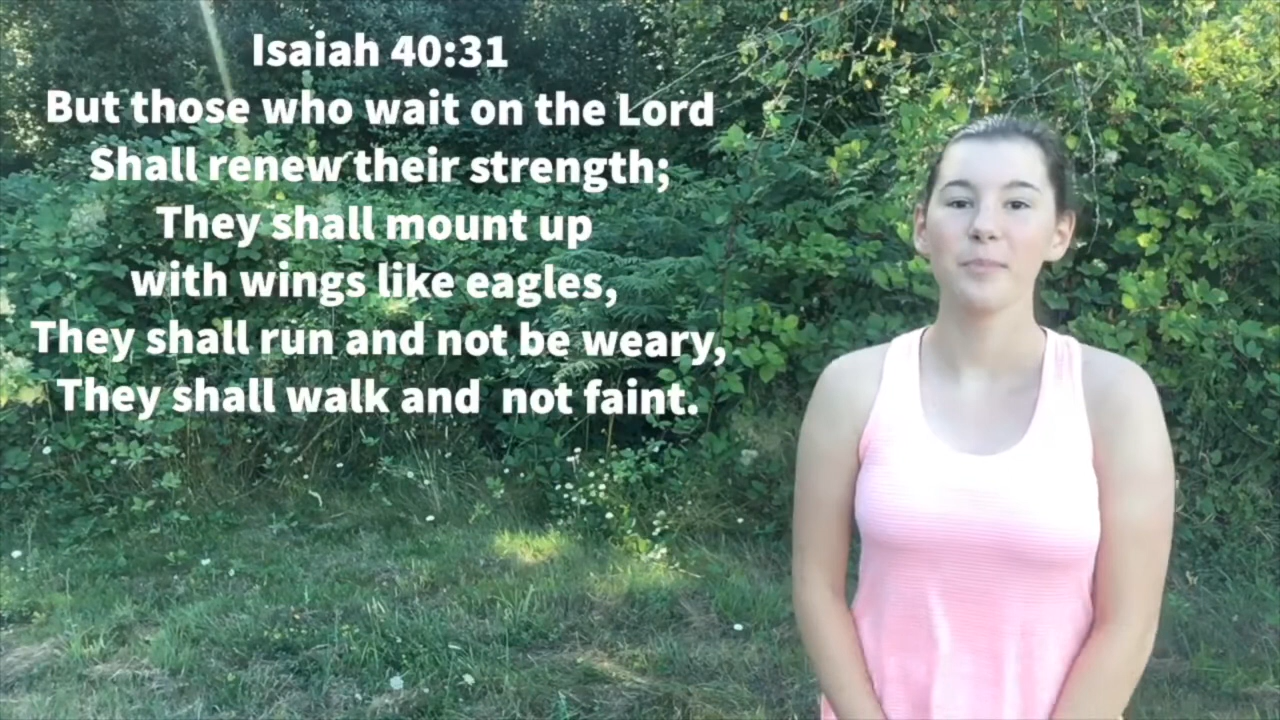 Isaiah 40:31
But those who wait on the Lord
Shall renew their strength;
They shall mount up
with wings like eagles,
They shall run and not be weary,
They shall walk and  not faint.